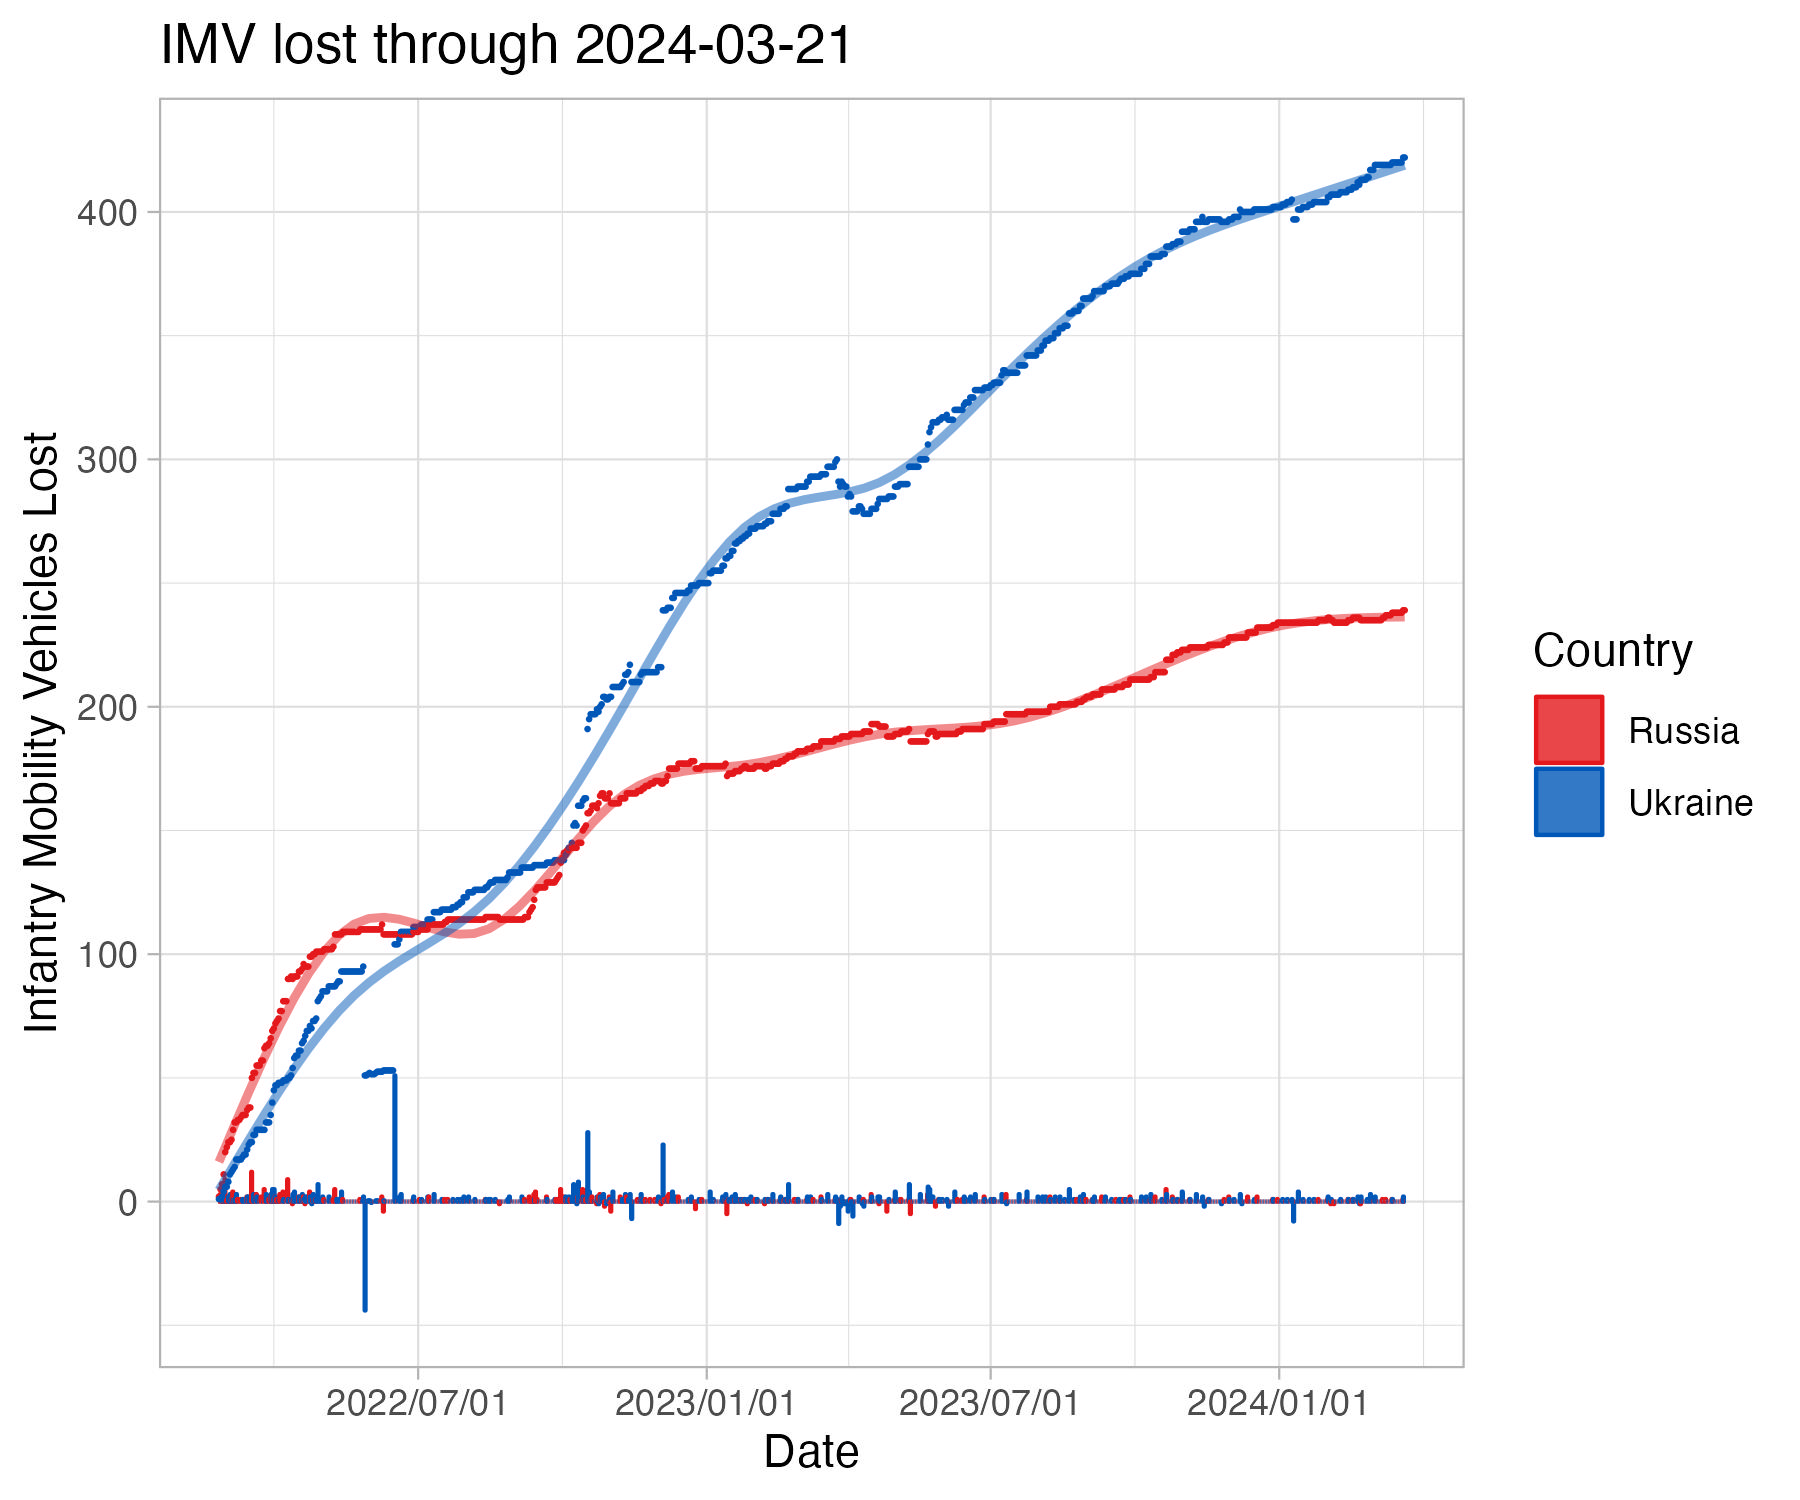 IMV lost through 2024-03-21
Infantry Mobility Vehicles Lost
400
300
200
100
0
2022/07/01
2023/01/01
2023/07/01
2024/01/01
Date
Country
Russia
Ukraine